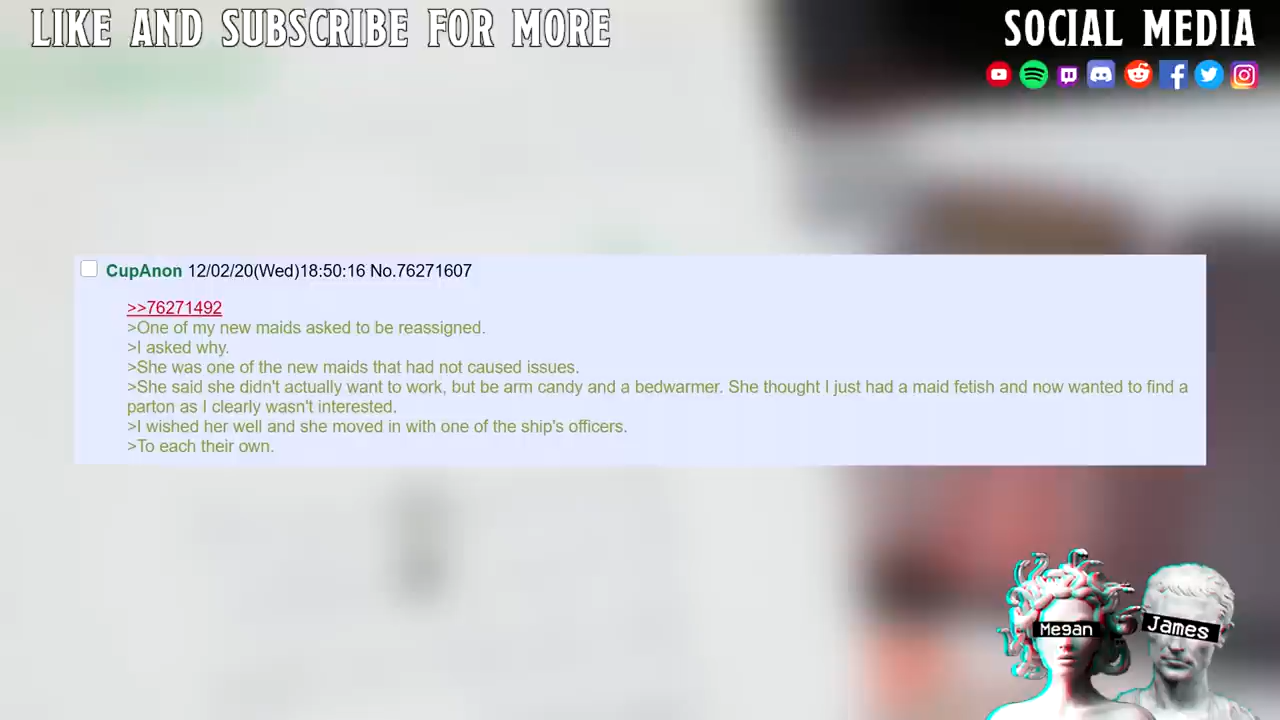 LIKE AND SUBSCRIBE FOR MORE
SOCIAL MEDIA
CupAnon 12/02/20(Wed)18:50:16 No.76271607
>>76271492
>One of my new maids asked to be reassigned.
>I asked why.
>She was one of the new maids that had not caused issues.
>She said she didn't actually want to work, but be arm candy and a bedwarmer. She thought I just had a maid fetish and now wanted to find a
parton as I clearly wasn't interested.
>I wished her well and she moved in with one of the ship's officers.
>To each their own.
Megan
James